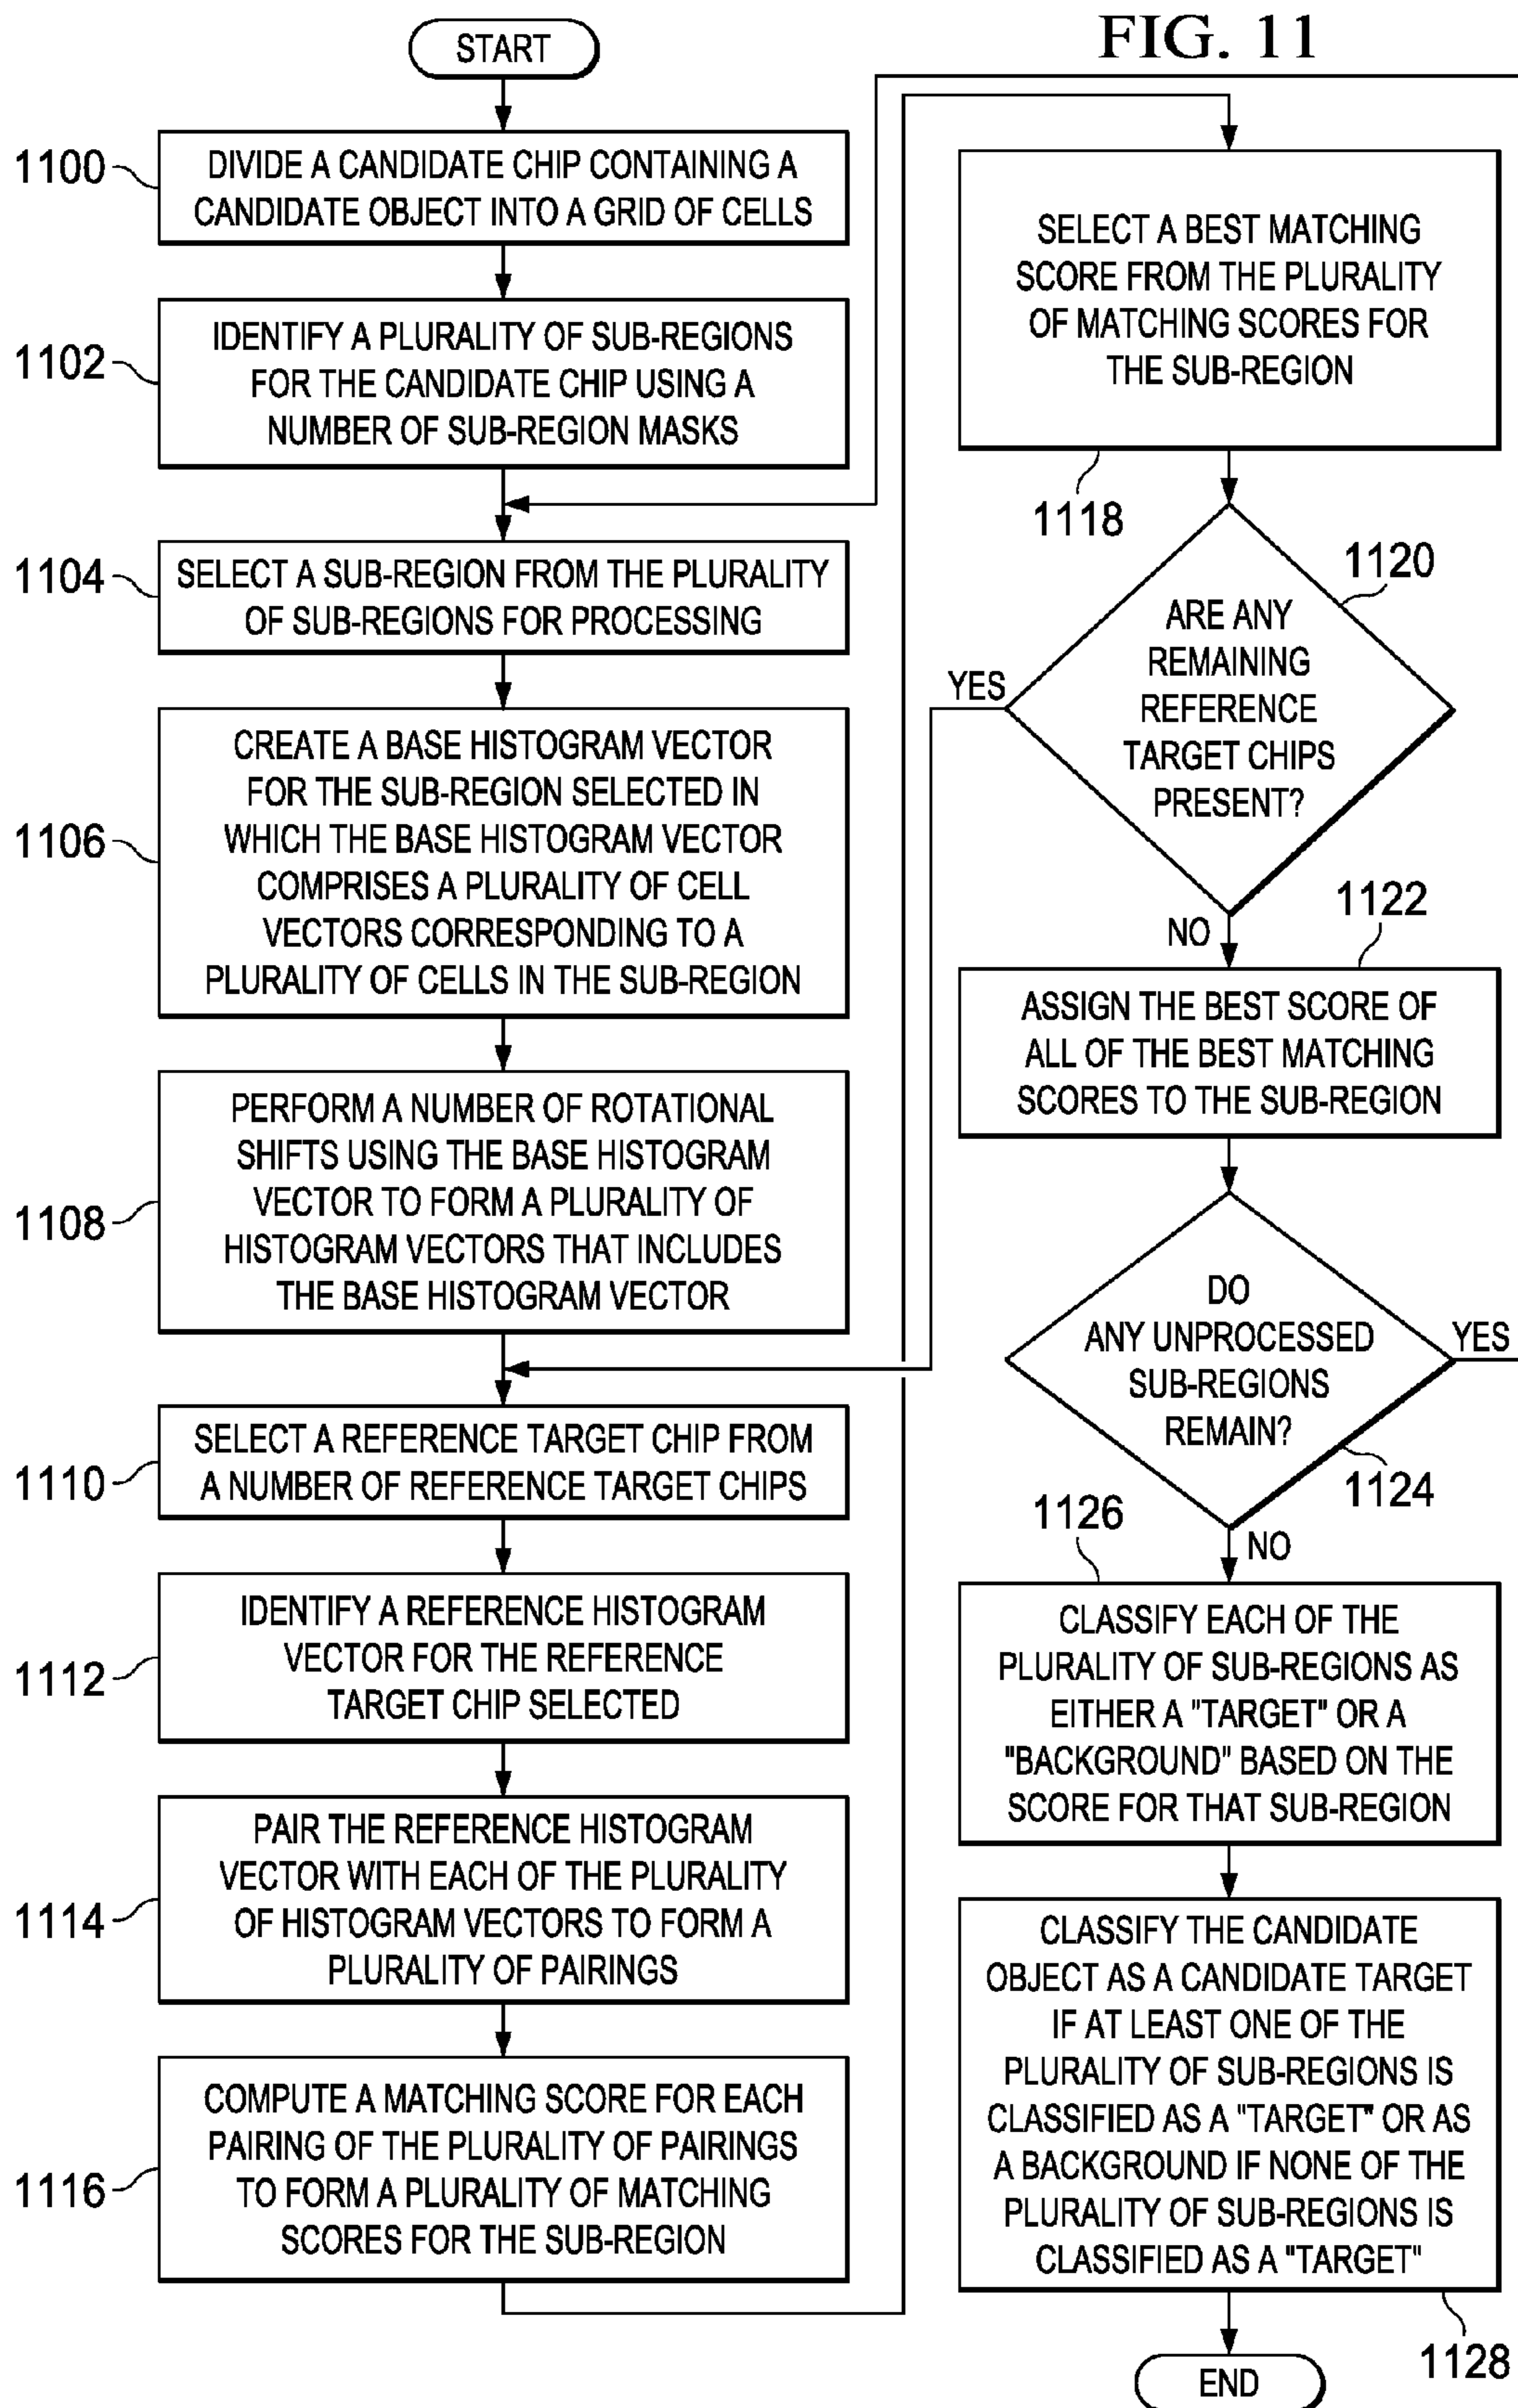 FIG. 11
START
1100
DIVIDE A CANDIDATE CHIP CONTAINING A
CANDIDATE OBJECT INTO A GRID OF CELLS
1102
IDENTIFY A PLURALITY OF SUB-REGIONS
FOR THE CANDIDATE CHIP USING A
NUMBER OF SUB-REGION MASKS
1104
SELECT A SUB-REGION FROM THE PLURALITY
OF SUB-REGIONS FOR PROCESSING
1106
CREATE A BASE HISTOGRAM VECTOR
FOR THE SUB-REGION SELECTED IN
WHICH THE BASE HISTOGRAM VECTOR
COMPRISES A PLURALITY OF CELL
VECTORS CORRESPONDING TO A
PLURALITY OF CELLS IN THE SUB-REGION
1108
PERFORM A NUMBER OF ROTATIONAL
SHIFTS USING THE BASE HISTOGRAM
VECTOR TO FORM A PLURALITY OF
HISTOGRAM VECTORS THAT INCLUDES
THE BASE HISTOGRAM VECTOR
1110
SELECT A REFERENCE TARGET CHIP FROM
A NUMBER OF REFERENCE TARGET CHIPS
1112
IDENTIFY A REFERENCE HISTOGRAM
VECTOR FOR THE REFERENCE
TARGET CHIP SELECTED
1114
PAIR THE REFERENCE HISTOGRAM
VECTOR WITH EACH OF THE PLURALITY
OF HISTOGRAM VECTORS TO FORM A
PLURALITY OF PAIRINGS
1116
COMPUTE A MATCHING SCORE FOR EACH
PAIRING OF THE PLURALITY OF PAIRINGS
TO FORM A PLURALITY OF MATCHING
SCORES FOR THE SUB-REGION
SELECT A BEST MATCHING
SCORE FROM THE PLURALITY
OF MATCHING SCORES FOR
THE SUB-REGION
1118
1120
ARE ANY
REMAINING
REFERENCE
TARGET CHIPS
PRESENT?
YES
NO
1122
ASSIGN THE BEST SCORE OF
ALL OF THE BEST MATCHING
SCORES TO THE SUB-REGION
DO
ANY UNPROCESSED
SUB-REGIONS
REMAIN?
YES
1124
NO
1126
CLASSIFY EACH OF THE
PLURALITY OF SUB-REGIONS AS
EITHER A "TARGET" OR A
"BACKGROUND" BASED ON THE
SCORE FOR THAT SUB-REGION
CLASSIFY THE CANDIDATE
OBJECT AS A CANDIDATE TARGET
IF AT LEAST ONE OF THE
PLURALITY OF SUB-REGIONS IS
CLASSIFIED AS A "TARGET" OR AS
A BACKGROUND IF NONE OF THE
PLURALITY OF SUB-REGIONS IS
CLASSIFIED AS A "TARGET"
1128
END